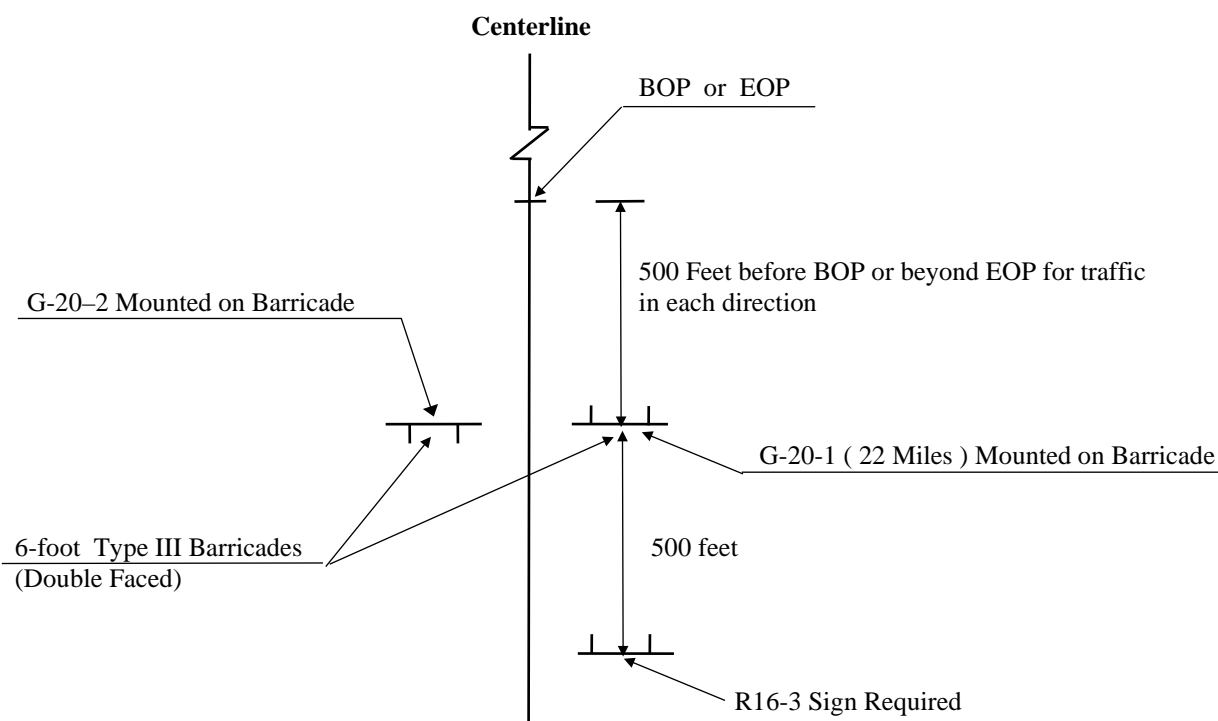 Centerline
BOP or EOP
500 Feet before BOP or beyond EOP for traffic
in each direction
G-20–2 Mounted on Barricade
G-20-1 ( 22 Miles ) Mounted on Barricade
6-foot Type III Barricades
(Double Faced)
500 feet
R16-3 Sign Required